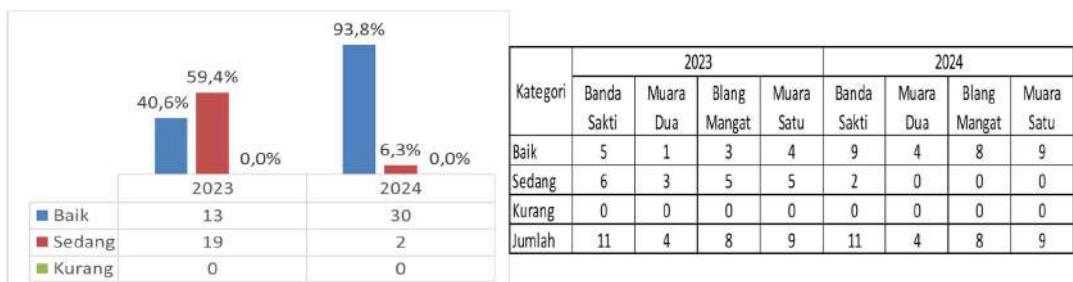 93,8%
59,4%
40,6%
0,0%
6,3%
0,0%
2023 2024
Baik 13 30
Sedang 19 2
Kurang 0 0
Kategori 2023 2024
Banda Sakti Muara Dua Blang Mangat Muara Satu Banda Sakti Muara Dua Blang Mangat Muara Satu
Baik 5 1 3 4 9 4 8 9
Sedang 6 3 5 5 2 0 0 0
Kurang 0 0 0 0 0 0 0 0
Jumlah 11 4 8 9 11 4 8 9